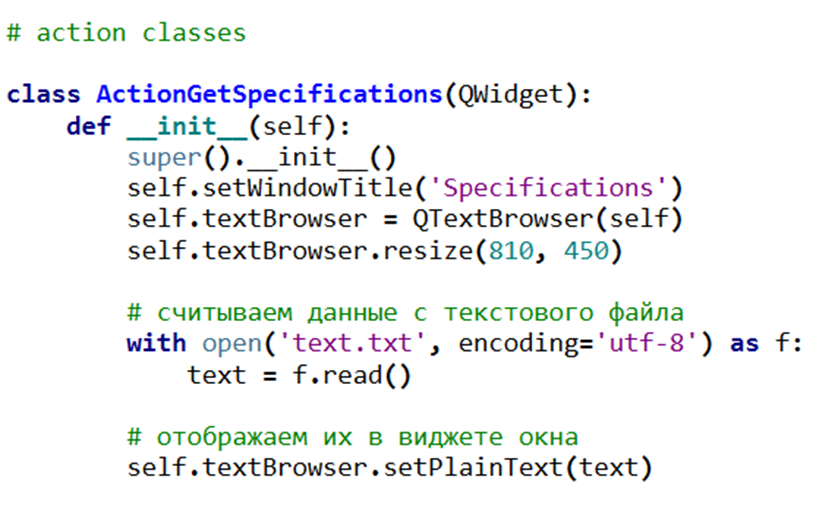 # action classes

class ActionGetSpecifications(QWidget):
    def __init__(self):
        super().__init__()
        self.setWindowTitle('Specifications')
        self.textBrowser = QTextBrowser(self)
        self.textBrowser.resize(810, 450)

        # считываем данные с текстового файла
        with open('text.txt', encoding='utf-8') as f:
            text = f.read()

        # отображаем их в виджете окна
        self.textBrowser.setPlainText(text)